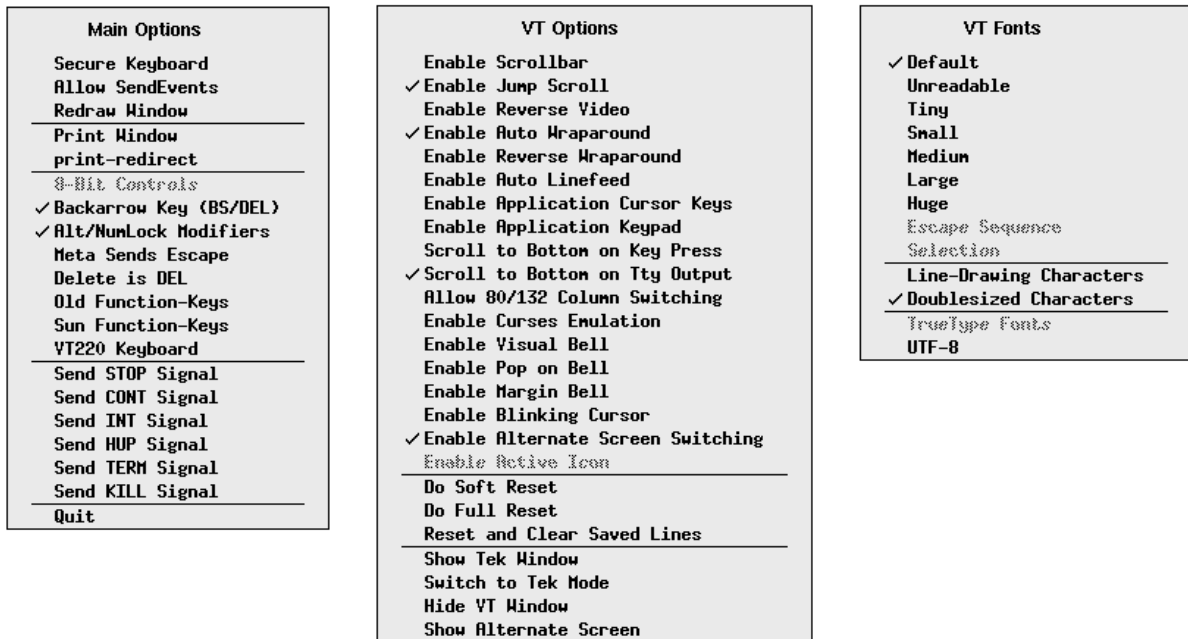 Main Options
Secure Keyboard
Allow SendEvents
Redraw Window
Print Window
print-redirect
8-Bit Controls
✓ Backarrow Key (BS/DEL)
✓ Alt/NumLock Modifiers
Meta Sends Escape
Delete is DEL
Old Function-Keys
Sun Function-Keys
VT220 Keyboard
Send STOP Signal
Send CONT Signal
Send INT Signal
Send HUP Signal
Send TERM Signal
Send KILL Signal
Quit
VT Options
Enable Scrollbar
✓ Enable Jump Scroll
Enable Reverse Video
✓ Enable Auto Wraparound
Enable Reverse Wraparound
Enable Auto Linefeed
Enable Application Cursor Keys
Enable Application Keypad
Scroll to Bottom on Key Press
✓ Scroll to Bottom on Tty Output
Allow 80/132 Column Switching
Enable Curses Emulation
Enable Visual Bell
Enable Pop on Bell
Enable Margin Bell
Enable Blinking Cursor
✓ Enable Alternate Screen Switching
Enable Active Icon
Do Soft Reset
Do Full Reset
Reset and Clear Saved Lines
Show Tek Window
Switch to Tek Mode
Hide VT Window
Show Alternate Screen
VT Fonts
✓ Default
Unreadable
Tiny
Small
Medium
Large
Huge
Escape Sequence
Selection
Line-Drawing Characters
✓ Doublesized Characters
TrueType Fonts
UTF-8